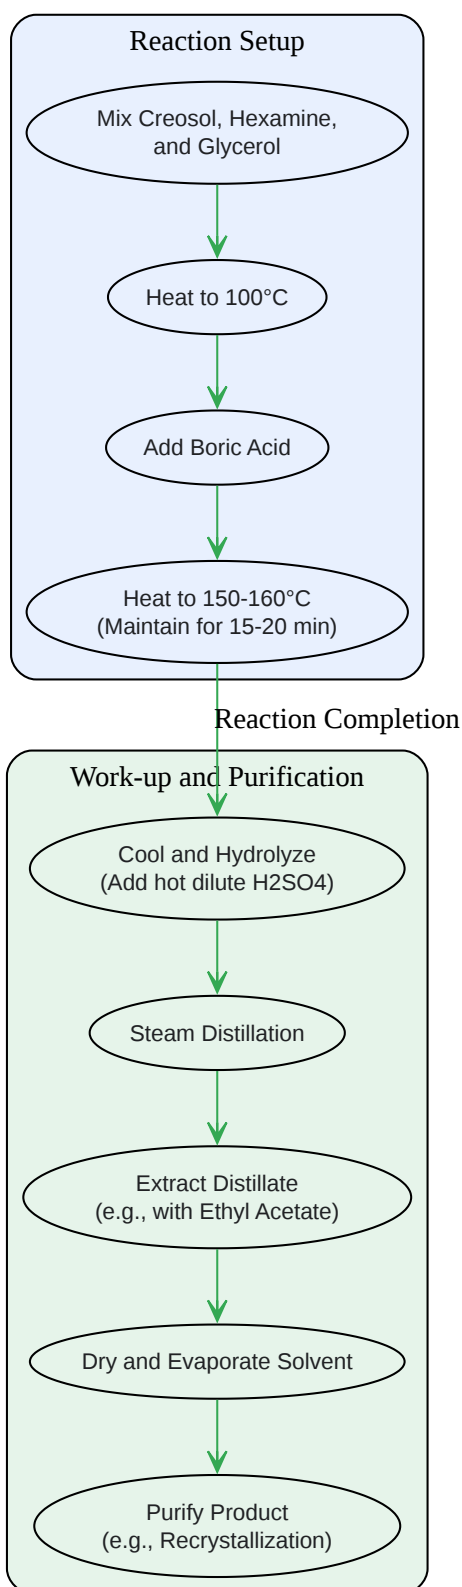 Reaction Setup
Mix Creosol, Hexamine,
and Glycerol
Heat to 100°C
Add Boric Acid
Heat to 150-160°C
(Maintain for 15-20 min)
Reaction Completion
Work-up and Purification
Cool and Hydrolyze
(Add hot dilute H2SO4)
Steam Distillation
Extract Distillate
(e.g., with Ethyl Acetate)
Dry and Evaporate Solvent
Purify Product
(e.g., Recrystallization)